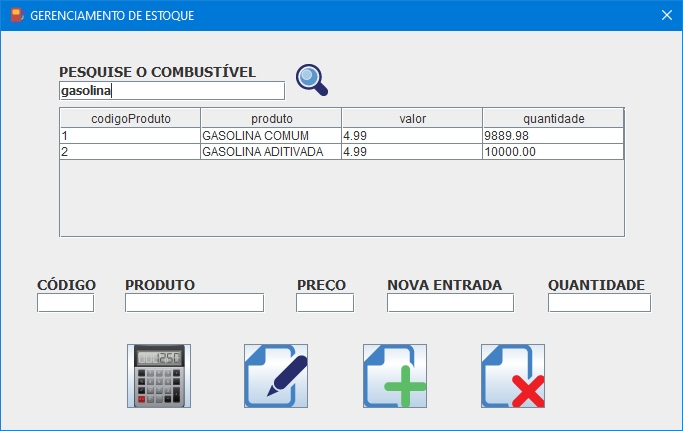 GERENCIAMENTO DE ESTOQUE
PESQUISE O COMBUSTÍVEL
gasolina
codigoProduto produto valor quantidade
1 GASOLINA COMUM 4.99 9889.98
2 GASOLINA ADITIVADA 4.99 10000.00
CÓDIGO PRODUTO PREÇO NOVA ENTRADA QUANTIDADE
1250